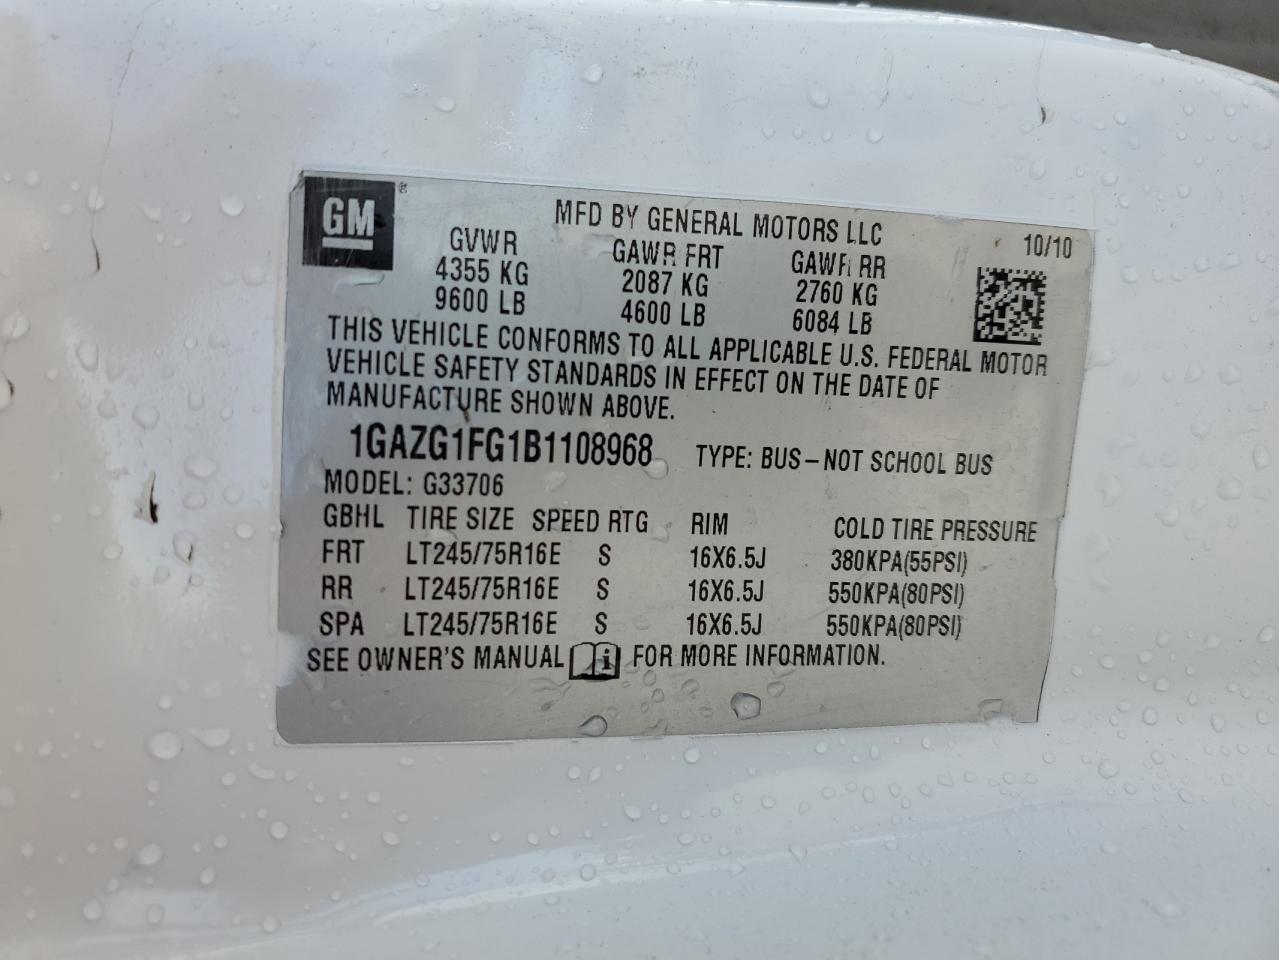 GM ®
MFD BY GENERAL MOTORS LLC
10/10
GVWR GAWR FRT GAWR RR
4355 KG 2087 KG 2760 KG
9600 LB 4600 LB 6084 LB
THIS VEHICLE CONFORMS TO ALL APPLICABLE U.S. FEDERAL MOTOR
VEHICLE SAFETY STANDARDS IN EFFECT ON THE DATE OF
MANUFACTURE SHOWN ABOVE.
1GAZG1FG1B1108968 TYPE: BUS-NOT SCHOOL BUS
MODEL: G33706
GBHL TIRE SIZE SPEED RTG RIM COLD TIRE PRESSURE
FRT LT245/75R16E S 16X6.5J 380KPA(55PSI)
RR LT245/75R16E S 16X6.5J 550KPA(80PSI)
SPA LT245/75R16E S 16X6.5J 550KPA(80PSI)
SEE OWNER'S MANUAL i FOR MORE INFORMATION.